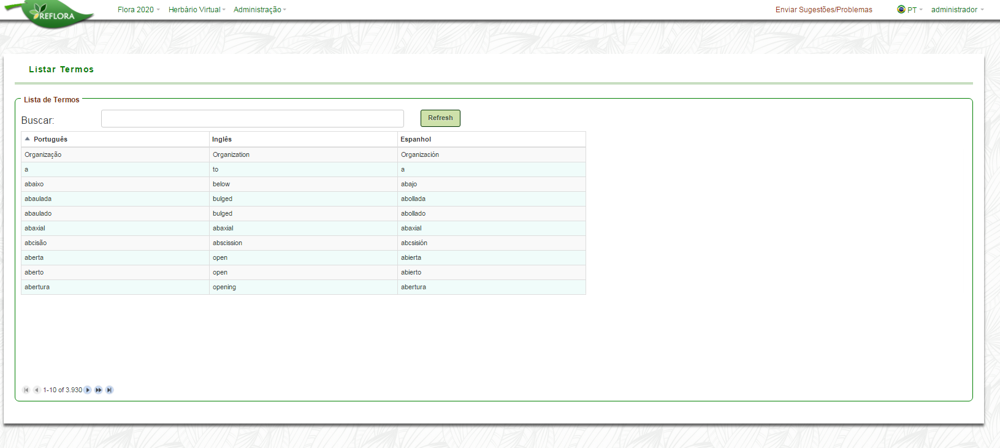 REFLORA Flora 2020 Herbário Virtual Administração Enviar Sugestões/Problemas PT administrador
Listar Termos
Lista de Termos
Buscar: Refresh
Português Inglês Espanhol
Organização Organization Organización
a to a
abaixo below abajo
abaulada bulged abollada
abaulado bulged abollado
abaxial abaxial abaxial
abcisão abscission abcsisión
aberta open abierta
aberto open abierto
abertura opening abertura
1-10 of 3.930